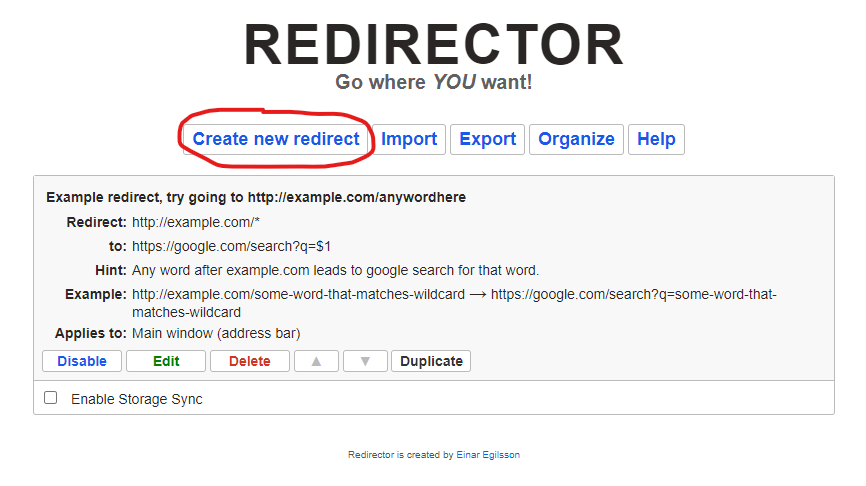 REDIRECTOR
Go where YOU want!
Create new redirect Import Export Organize Help
Example redirect, try going to http://example.com/anywordhere
Redirect: http://example.com/*
to: https://google.com/search?q=$1
Hint: Any word after example.com leads to google search for that word.
Example: http://example.com/some-word-that-matches-wildcard → https://google.com/search?q=some-word-that-
matches-wildcard
Applies to: Main window (address bar)
Disable Edit Delete ▲ ▼ Duplicate
Enable Storage Sync
Redirector is created by Einar Egilsson